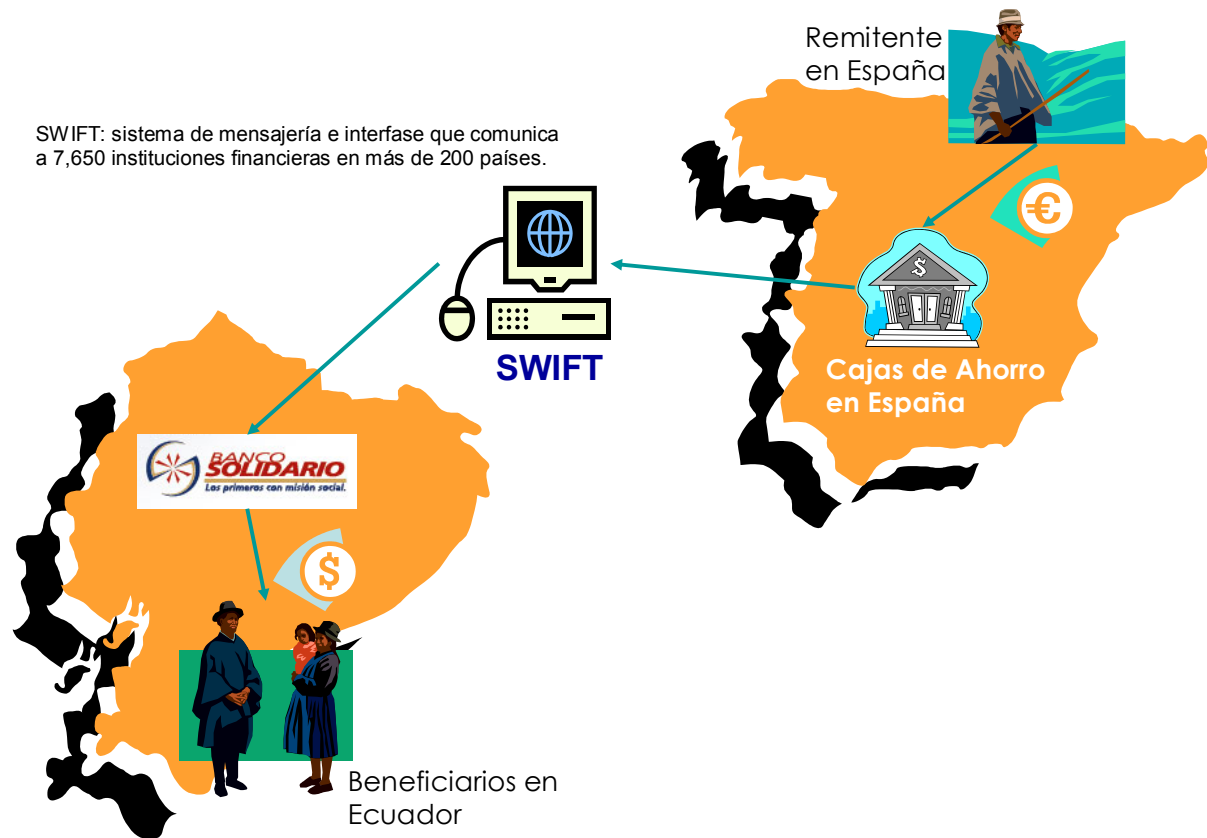 Remitente
en España
SWIFT: sistema de mensajería e interfase que comunica
a 7,650 instituciones financieras en más de 200 países.
€
$
SWIFT
Cajas de Ahorro
en España
BANCO
SOLIDARIO
Los primeros con misión social.
$
Beneficiarios en
Ecuador